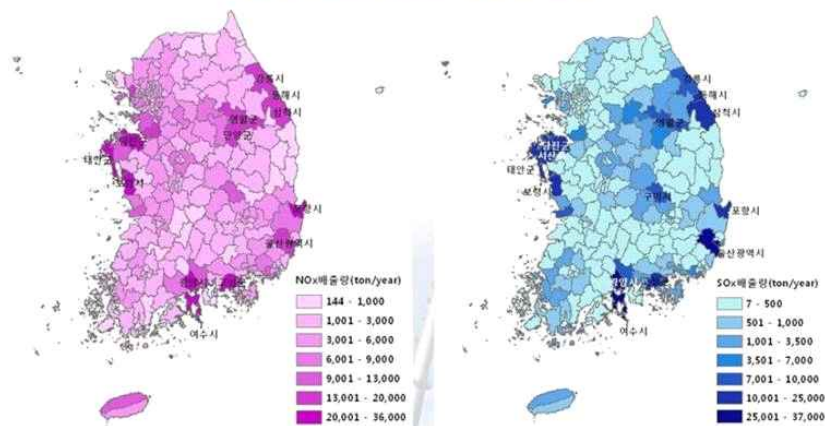 강릉시
동해시
삼척시
영월군
단양군
당진군
태안군
보령시
포항시
울산광역시
여수시
NOx배출량(ton/year)
144 - 1,000
1,001 - 3,000
3,001 - 6,000
6,001 - 9,000
9,001 - 13,000
13,001 - 20,000
20,001 - 36,000
강릉시
동해시
삼척시
영월군
당진군
서산
태안군
보령시
구미시
포항시
울산광역시
여수시
SOx배출량(ton/year)
7 - 500
501 - 1,000
1,001 - 3,500
3,501 - 7,000
7,001 - 10,000
10,001 - 25,000
25,001 - 37,000